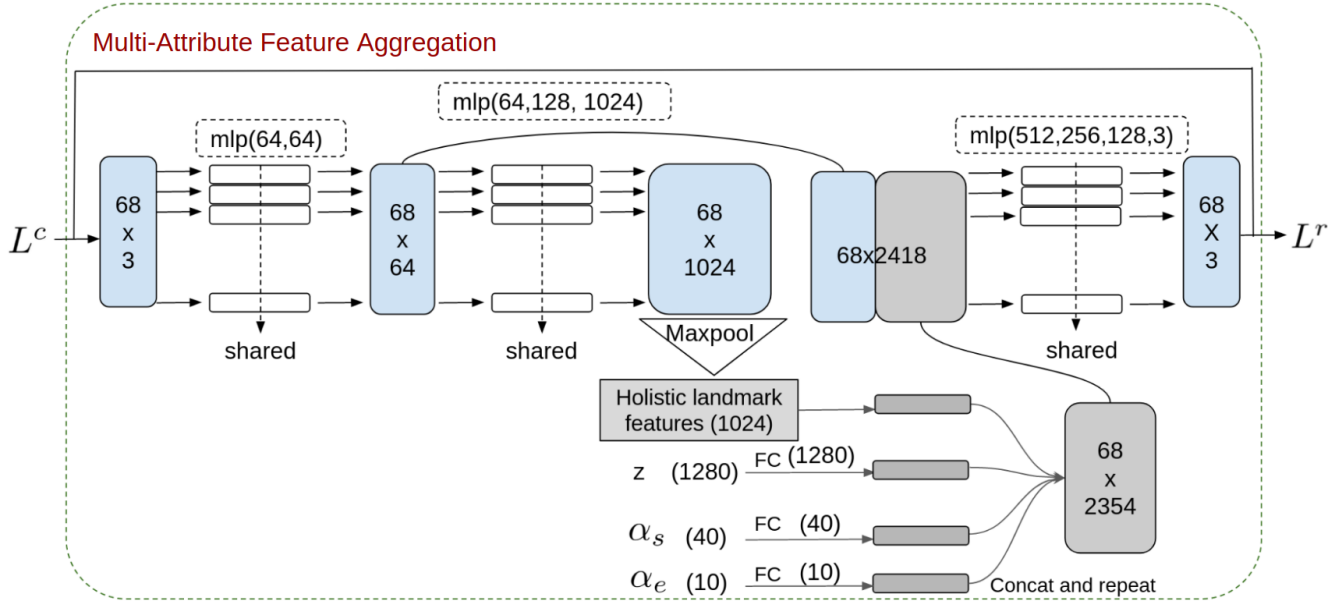 Multi-Attribute Feature Aggregation
mlp(64,128, 1024)
mlp(64,64)
mlp(512,256,128,3)
L^c
68
x
3
68
x
64
68
x
1024
68x2418
68
X
3
L^r
shared
shared
Maxpool
shared
Holistic landmark
features (1024)
z (1280) FC (1280)
α_s (40) FC (40)
α_e (10) FC (10)
68
x
2354
Concat and repeat